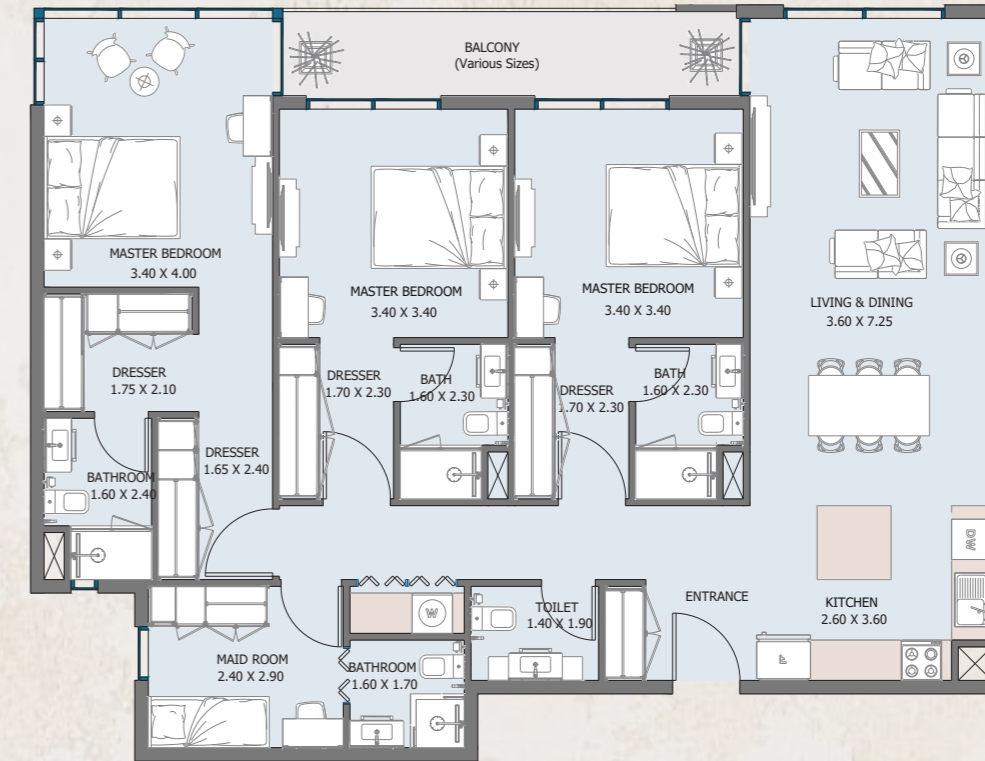 BALCONY
(Various Sizes)
MASTER BEDROOM
3.40 X 4.00
MASTER BEDROOM
3.40 X 3.40
MASTER BEDROOM
3.40 X 3.40
LIVING & DINING
3.60 X 7.25
DRESSER
1.75 X 2.10
DRESSER
1.70 X 2.30
BATH
1.60 X 2.30
DRESSER
1.70 X 2.30
BATH
1.60 X 2.30
DRESSER
1.65 X 2.40
BATHROOM
1.60 X 2.40
DW
ENTRANCE
KITCHEN
2.60 X 3.60
TOILET
1.40 X 1.90
W
MAID ROOM
2.40 X 2.90
BATHROOM
1.60 X 1.70
F